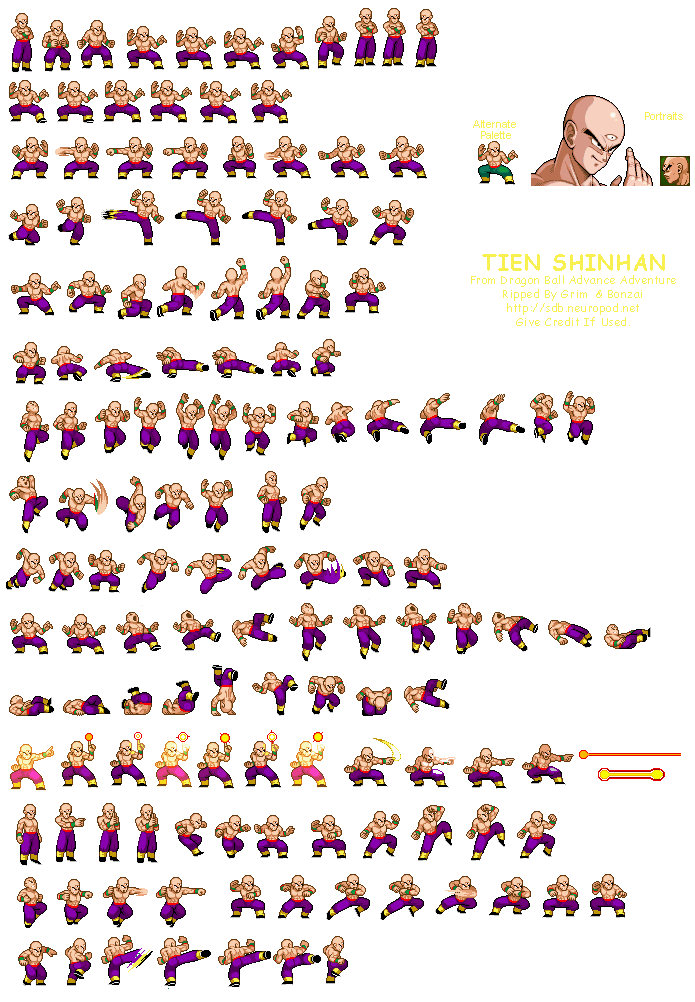 Alternate
Palette
Portraits
TIEN SHINHAN
From Dragon Ball Advance Adventure
Ripped By Grim & Bonzai
http://sdb.neuropod.net
Give Credit If Used